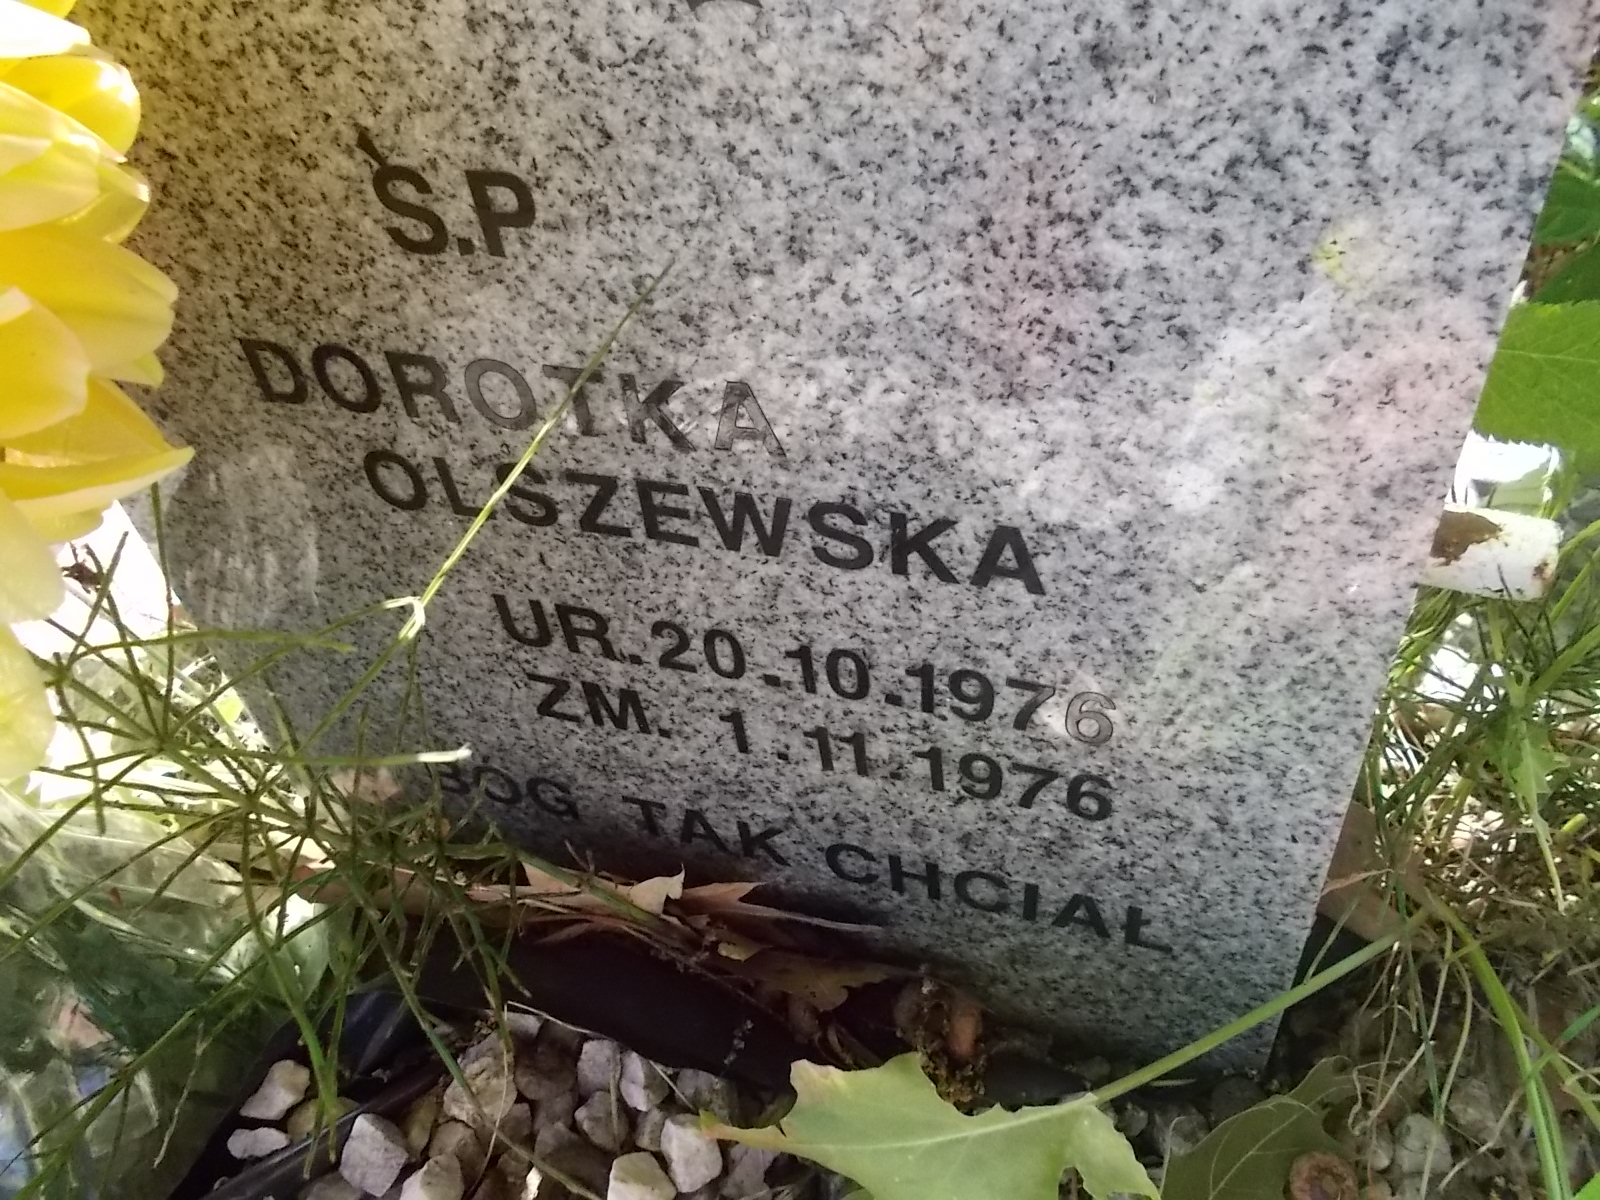 Ś.P
DOROTKA
OLSZEWSKA
UR. 20.10.1976
ZM. 1.11.1976
BÓG TAK CHCIAŁ